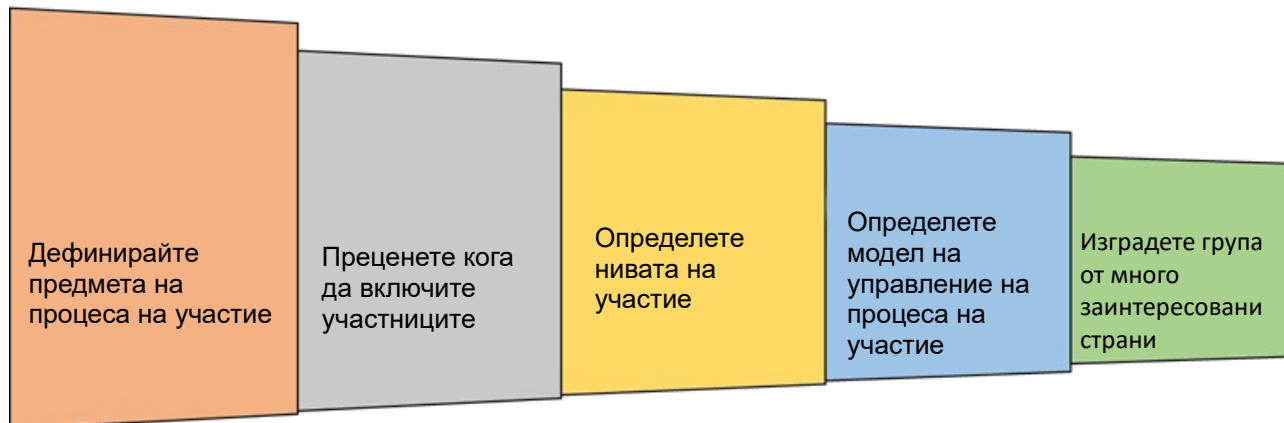 Дефинирайте
предмета на
процеса на участие
Преценете кога
да включите
участниците
Определете
нивата на
участие
Определете
модел на
управление на
процеса на
участие
Изградете група
от много
заинтересовани
страни